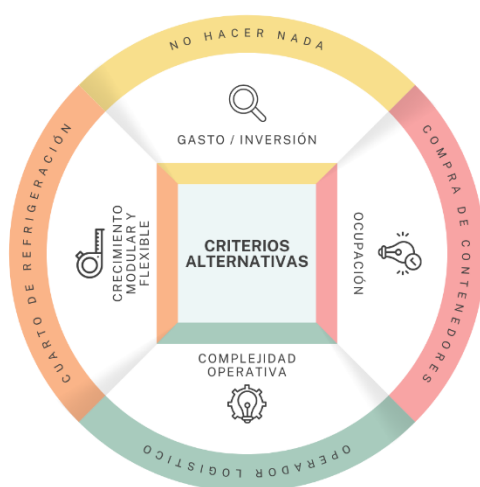 NO HACER NADA
GASTO / INVERSIÓN
CUARTO DE REFRIGERACIÓN
CRECIMIENTO
MODULAR Y
FLEXIBLE
CRITERIOS
ALTERNATIVAS
OCUPACIÓN
COMPRA DE CONTENEDORES
COMPLEJIDAD
OPERATIVA
OPERADOR LOGISTICO